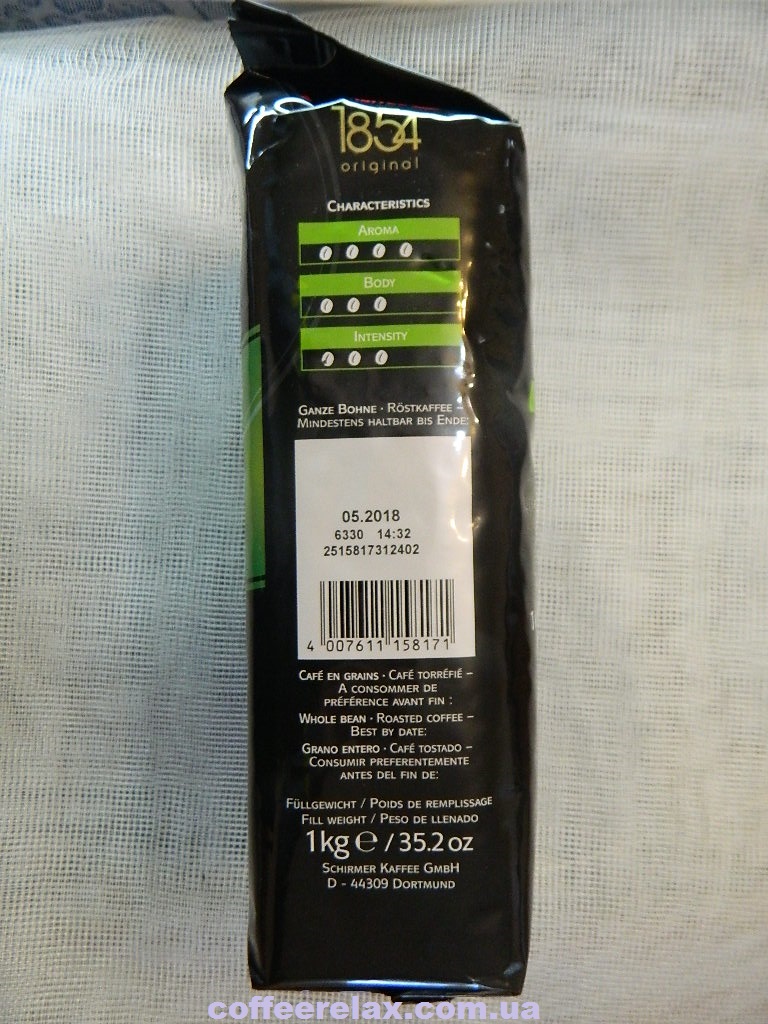 1854
original
CHARACTERISTICS
AROMA
BODY
INTENSITY
GANZE BOHNE · RÖSTKAFFEE –
MINDESTENS HALTBAR BIS ENDE:
05.2018
6330 14:32
2515817312402
4 007611 158171
CAFÉ EN GRAINS · CAFÉ TORRÉFIÉ –
A CONSOMMER DE
PRÉFÉRENCE AVANT FIN :
WHOLE BEAN · ROASTED COFFEE –
BEST BY DATE:
GRANO ENTERO · CAFÉ TOSTADO –
CONSUMIR PREFERENTEMENTE
ANTES DEL FIN DE:
FÜLLGEWICHT / POIDS DE REMPLISSAGE
FILL WEIGHT / PESO DE LLENADO
1kg ℮ / 35.2 oz
SCHIRMER KAFFEE GMBH
D - 44309 DORTMUND
coffeerelax.com.ua